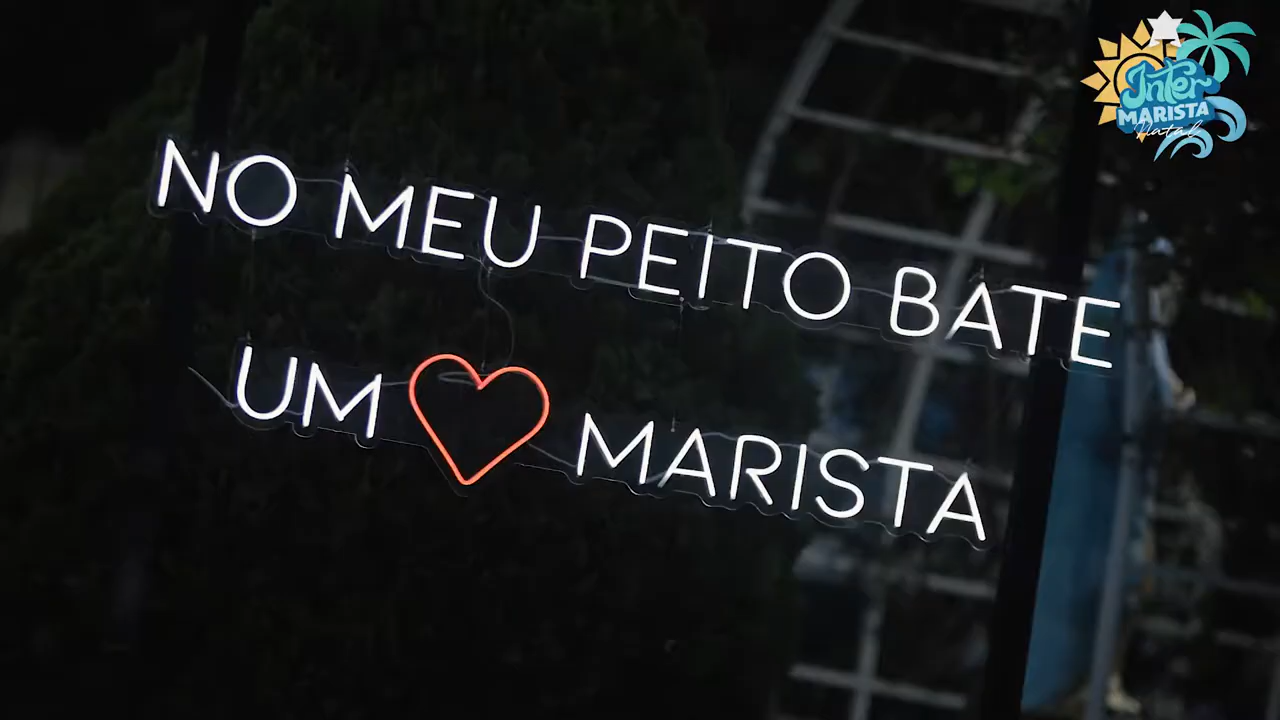 NO MEU PEITO BATE
UM MARISTA
Inter
MARISTA
Natal